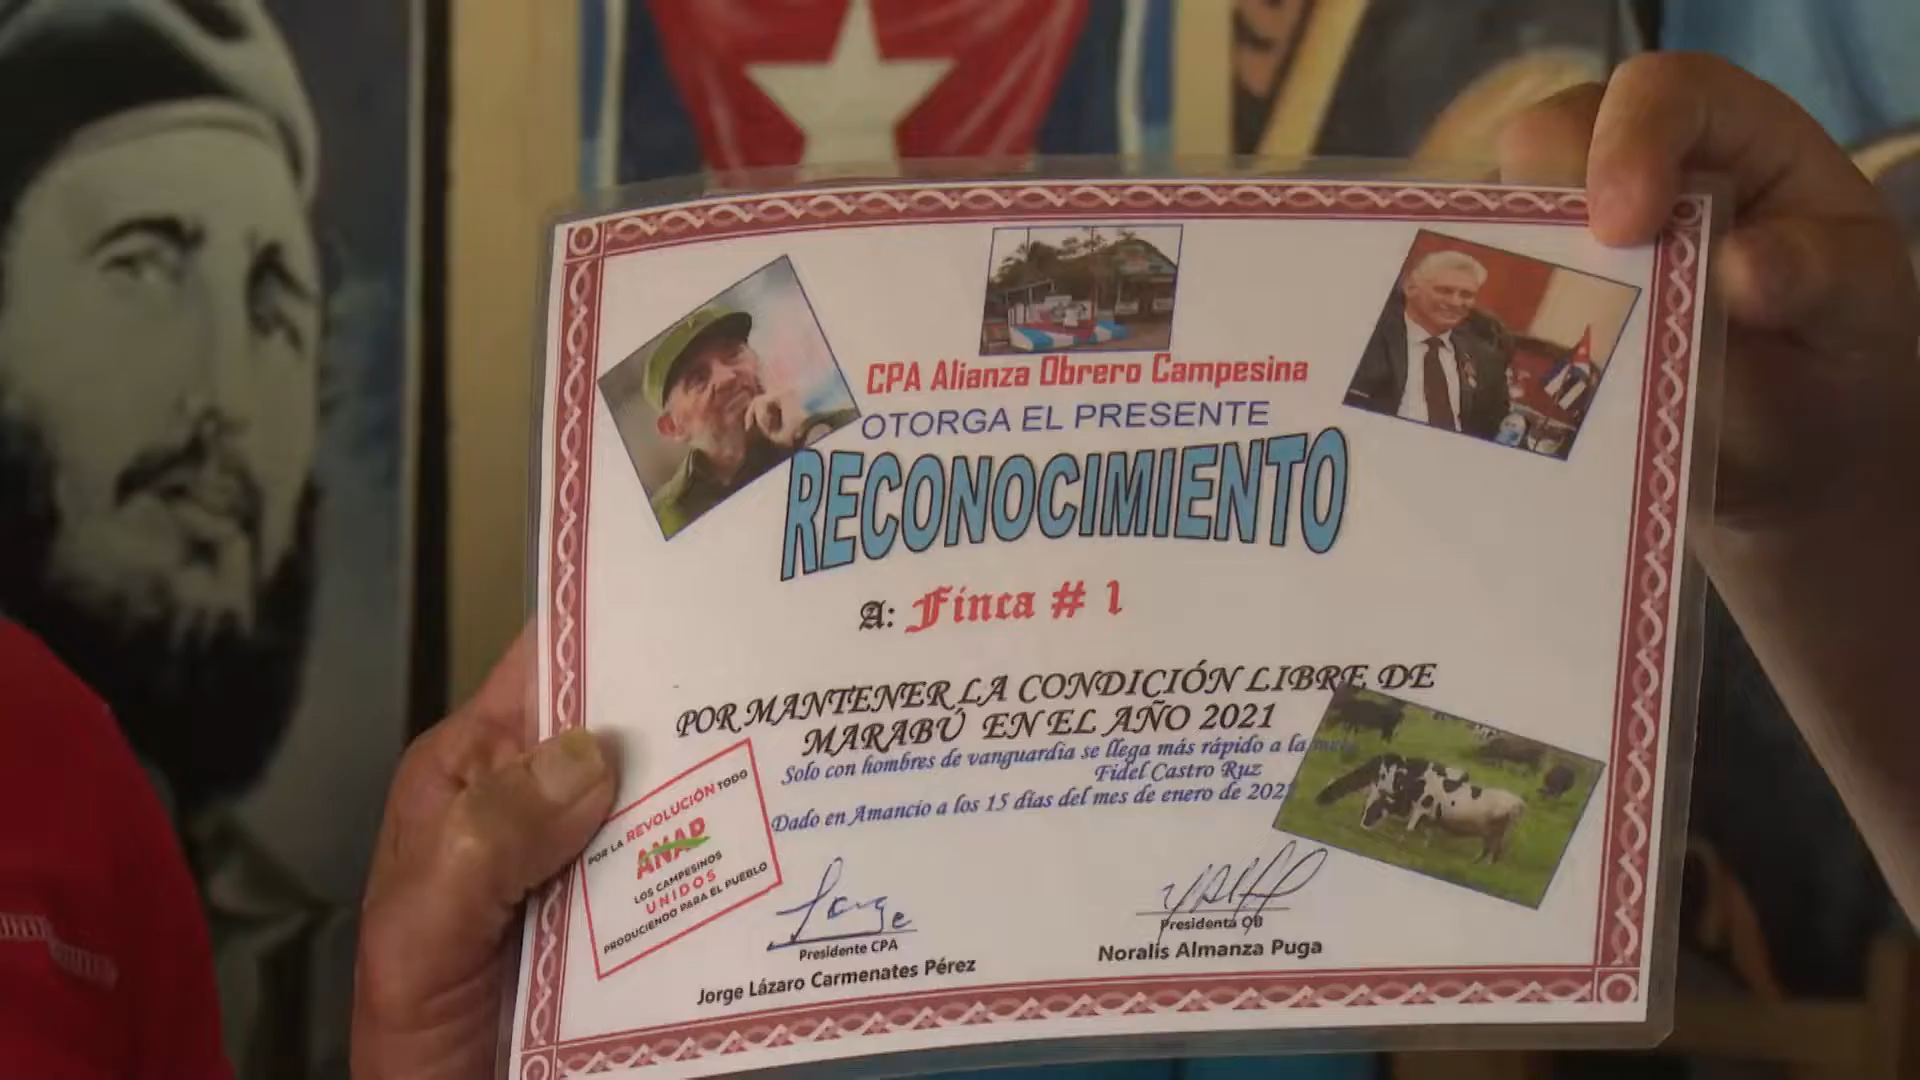 CPA Alianza Obrero Campesina
OTORGA EL PRESENTE
RECONOCIMIENTO
A: Finca # 1
POR MANTENER LA CONDICIÓN LIBRE DE
MARABÚ EN EL AÑO 2021
Solo con hombres de vanguardia se llega más rápido a la
Fidel Castro Ruz
Dado en Amancio a los 15 días del mes de enero de
POR LA REVOLUCIÓN TODO
ANAP
LOS CAMPESINOS
UNIDOS
PRODUCIENDO PARA EL PUEBLO
Jorge
Presidente CPA
Jorge Lázaro Carmenates Pérez
Presidenta OB
Noralis Almanza Puga